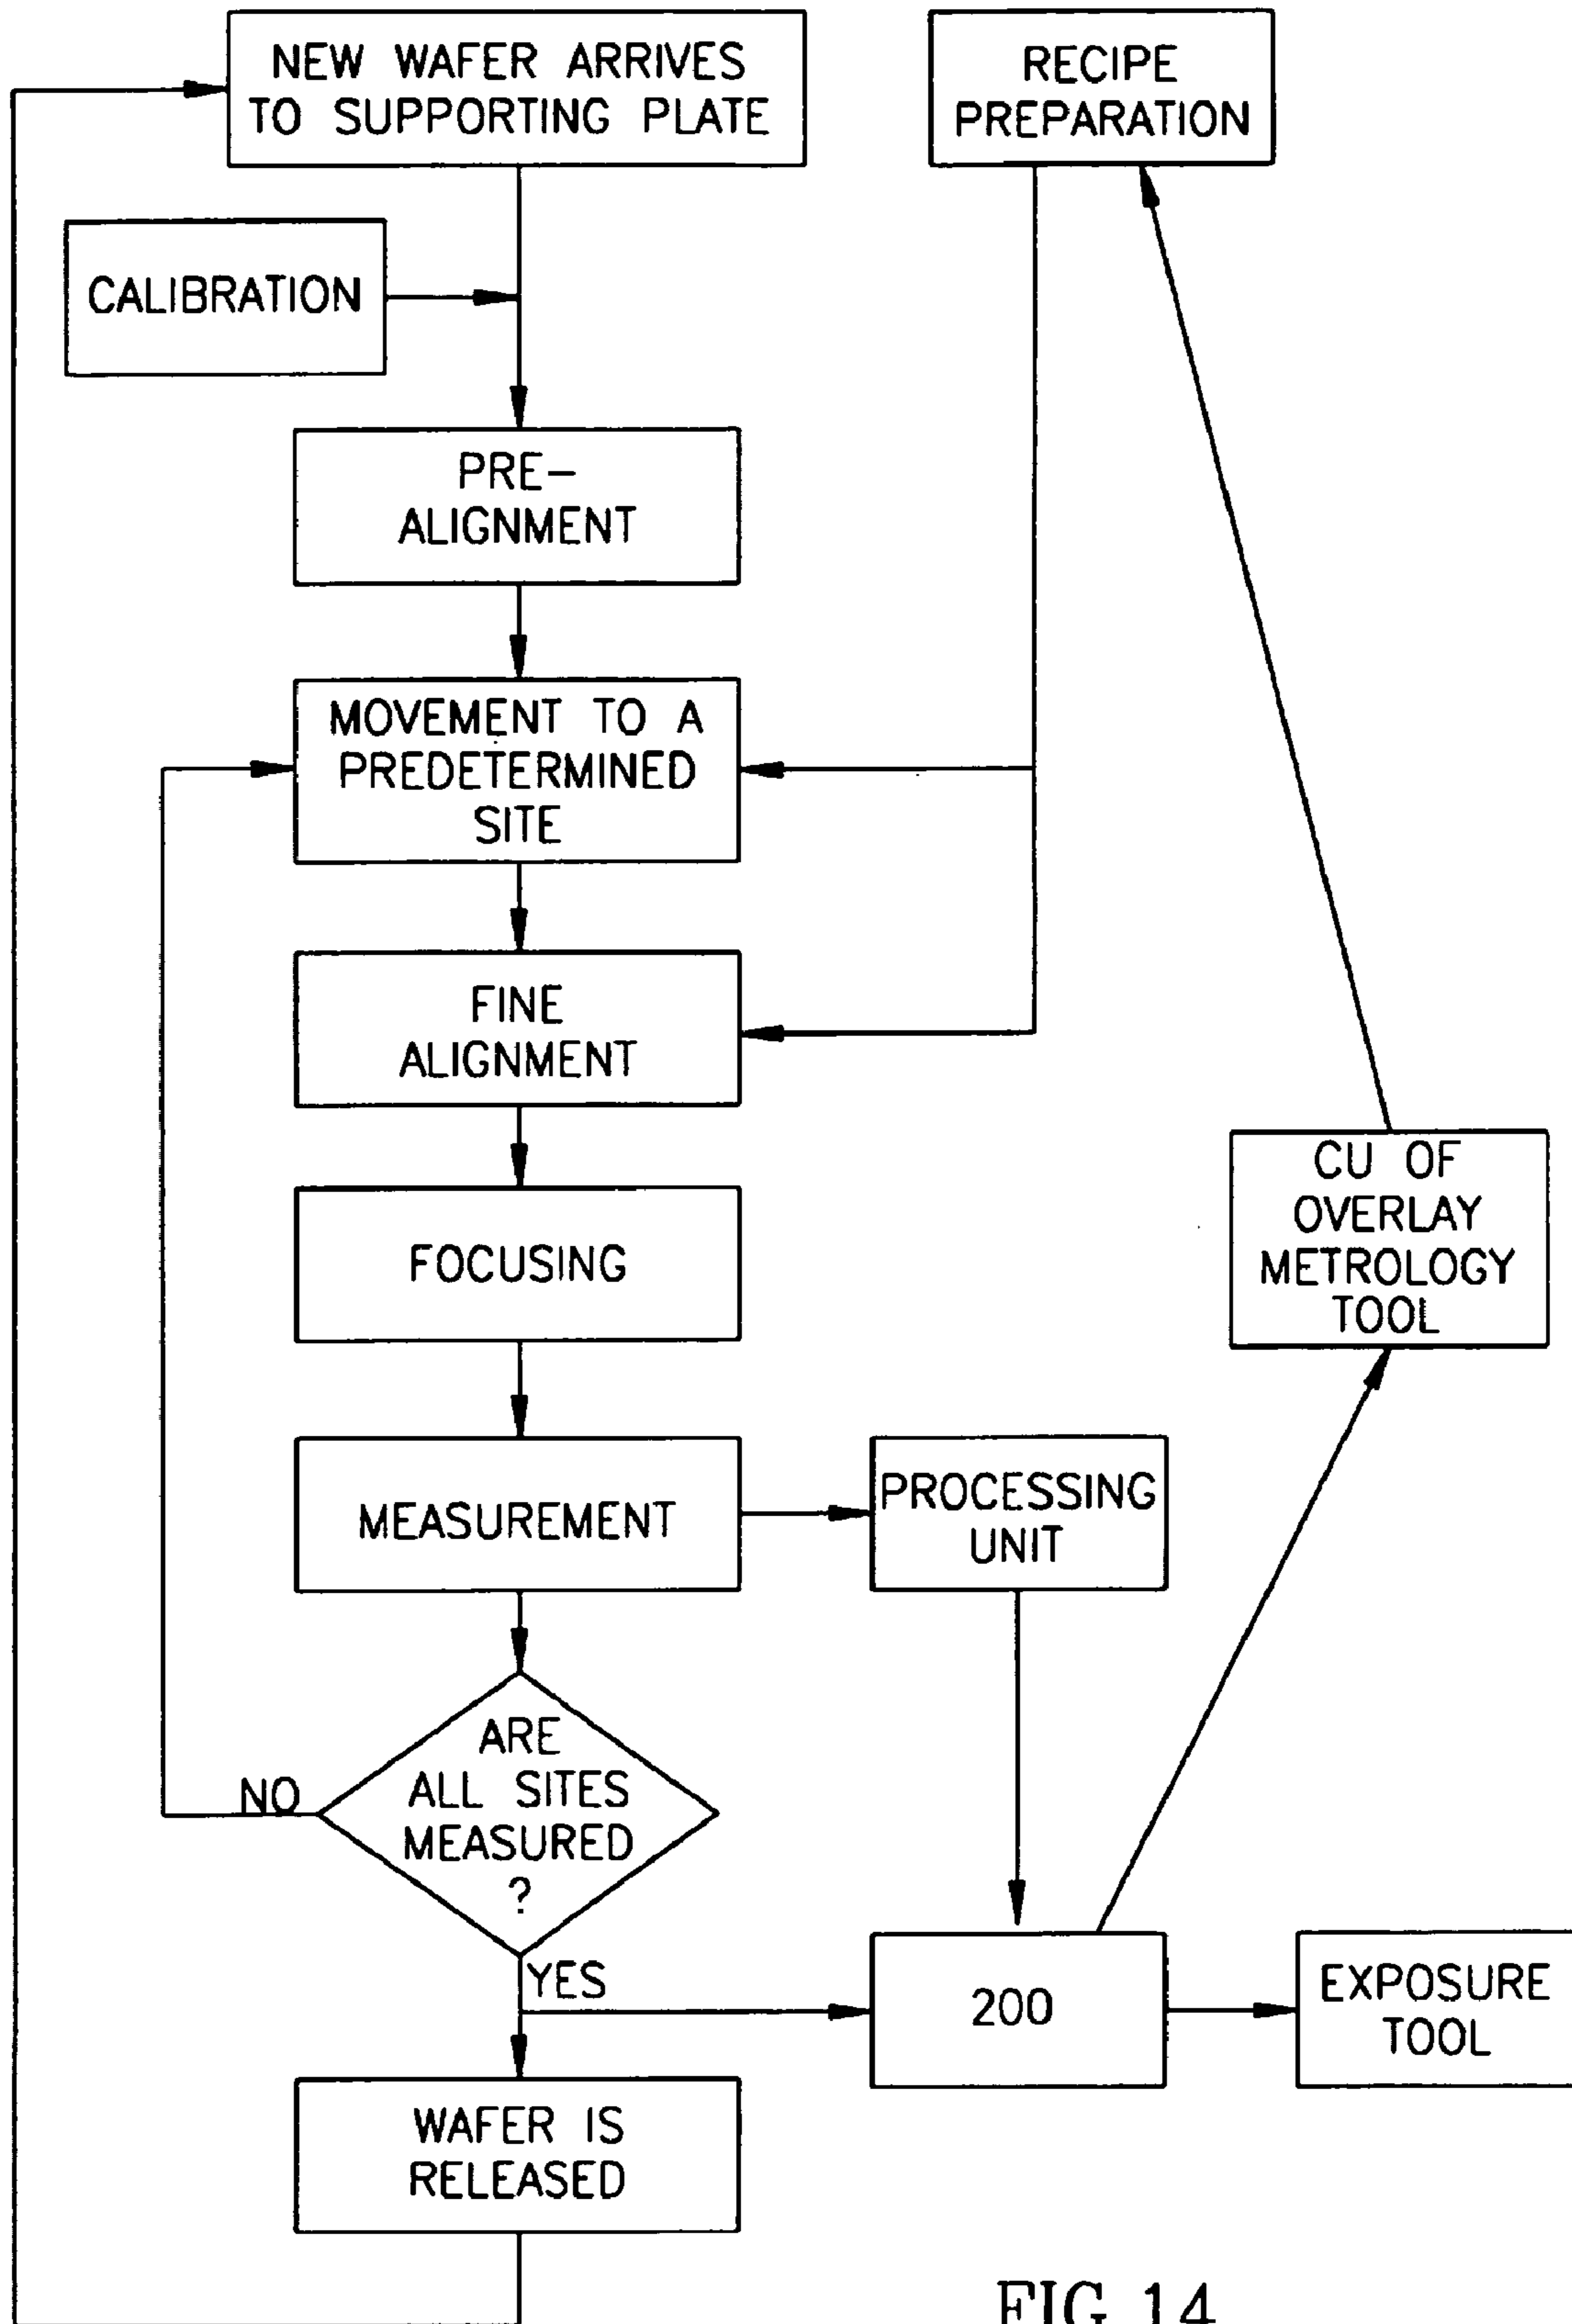 NEW WAFER ARRIVES
TO SUPPORTING PLATE
RECIPE
PREPARATION
CALIBRATION
PRE-
ALIGNMENT
MOVEMENT TO A
PREDETERMINED
SITE
FINE
ALIGNMENT
CU OF
OVERLAY
METROLOGY
TOOL
FOCUSING
MEASUREMENT
PROCESSING
UNIT
ARE
ALL SITES
MEASURED
?
NO
YES
200
EXPOSURE
TOOL
WAFER IS
RELEASED
FIG. 14